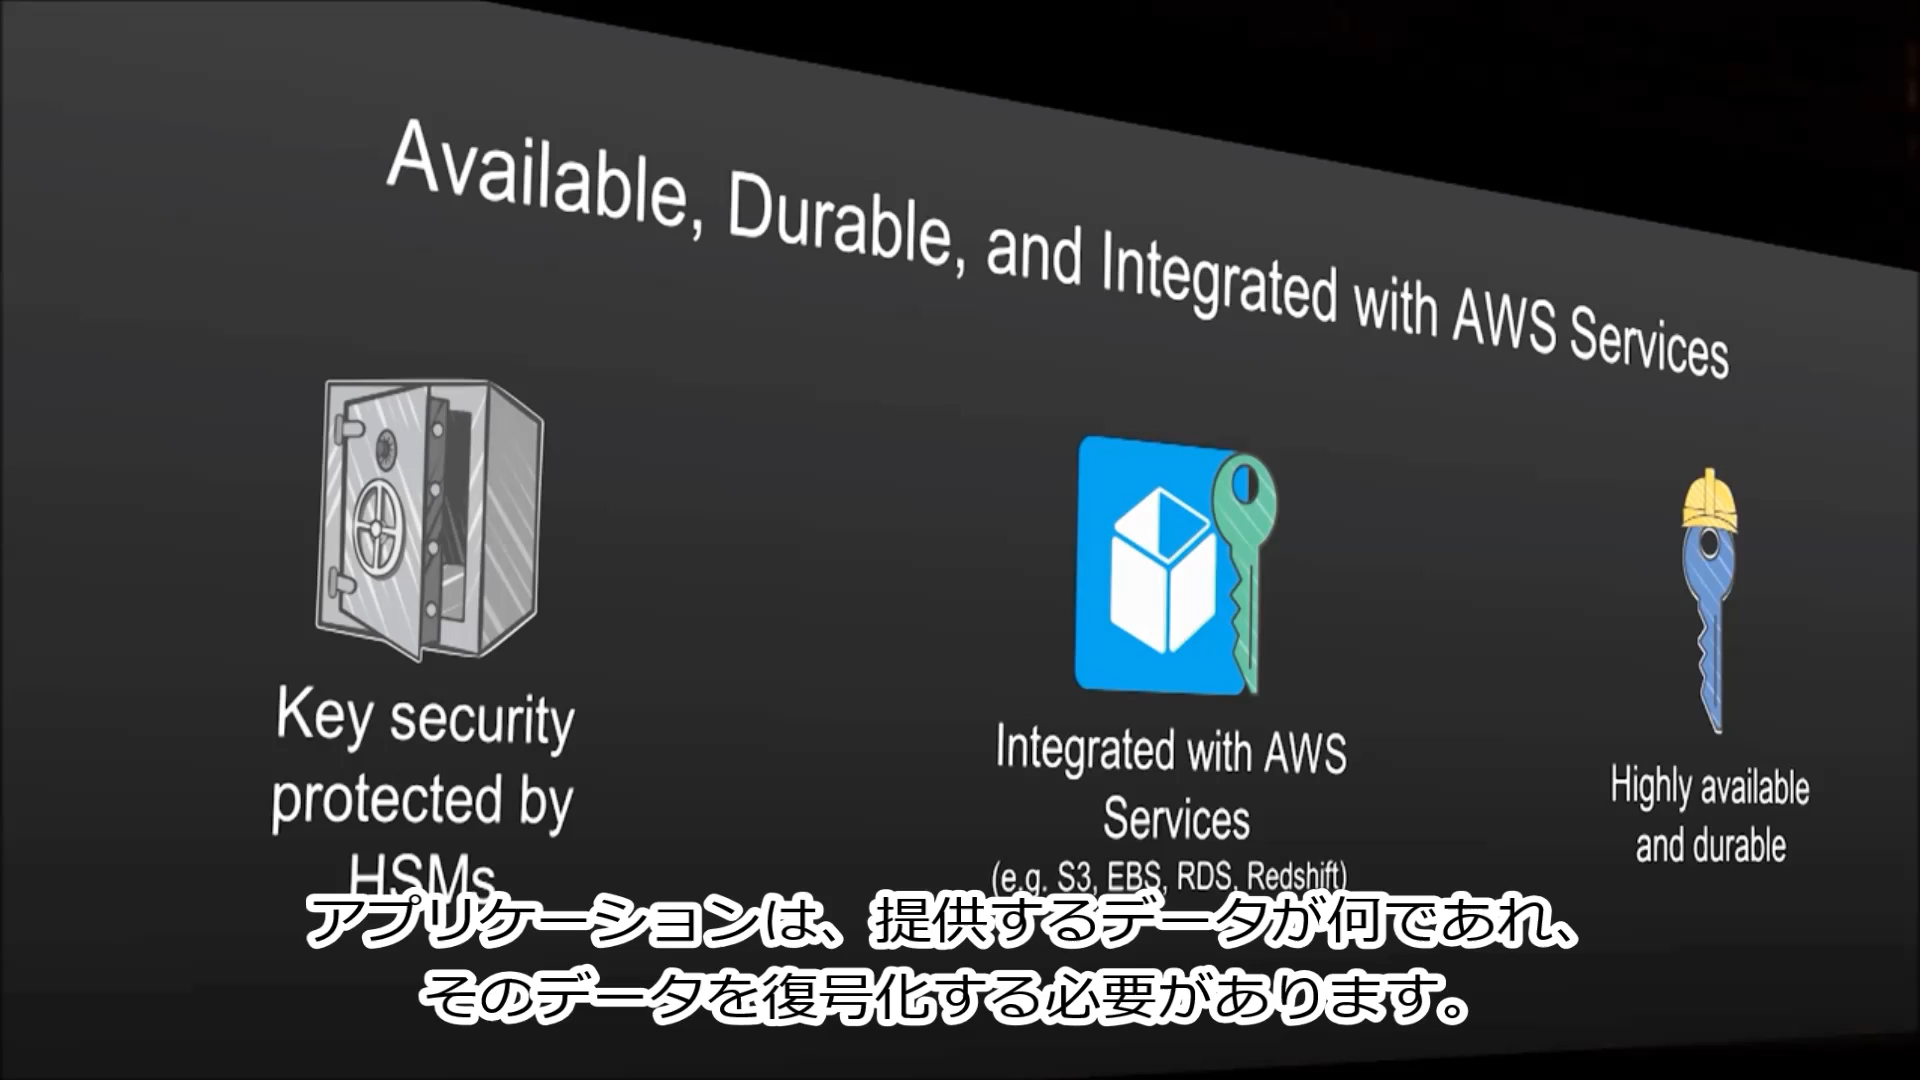 Available, Durable, and Integrated with AWS Services
Key security
protected by
HSMs
Integrated with AWS
Services
(e.g. S3, EBS, RDS, Redshift)
Highly available
and durable
アプリケーションは、提供するデータが何であれ、
そのデータを復号化する必要があります。